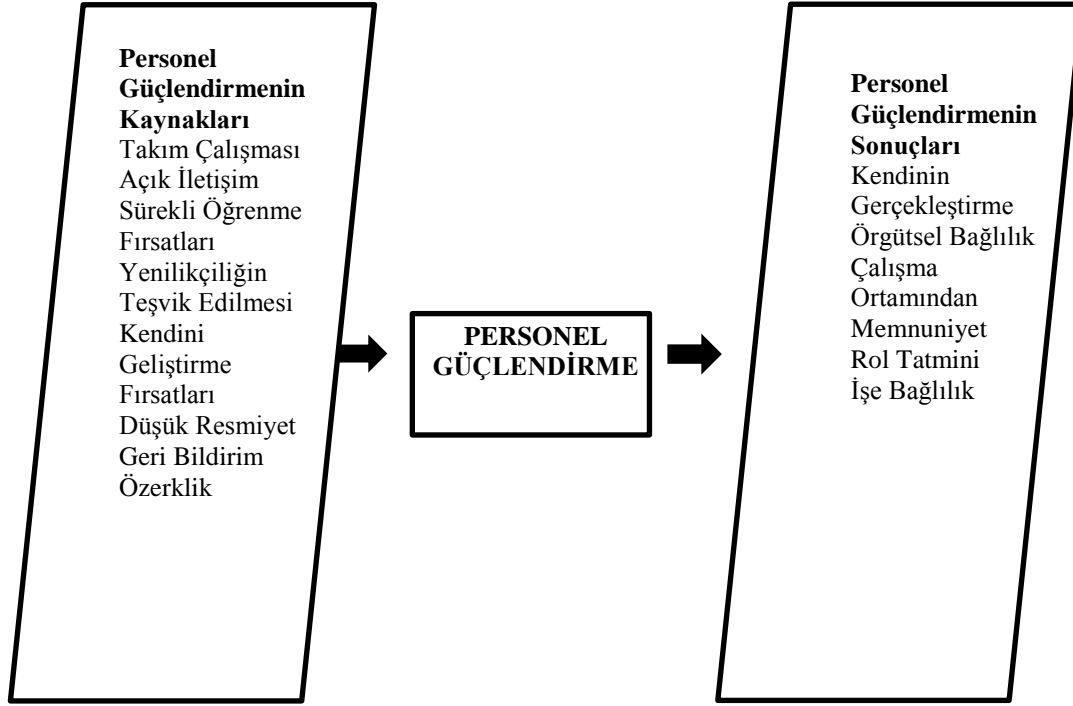 Personel
Güçlendirmenin
Kaynakları
Takım Çalışması
Açık İletişim
Sürekli Öğrenme
Fırsatları
Yenilikçiliğin
Teşvik Edilmesi
Kendini
Geliştirme
Fırsatları
Düşük Resmiyet
Geri Bildirim
Özerklik
PERSONEL
GÜÇLENDİRME
Personel
Güçlendirmenin
Sonuçları
Kendinin
Gerçekleştirme
Örgütsel Bağlılık
Çalışma
Ortamından
Memnuniyet
Rol Tatmini
İşe Bağlılık